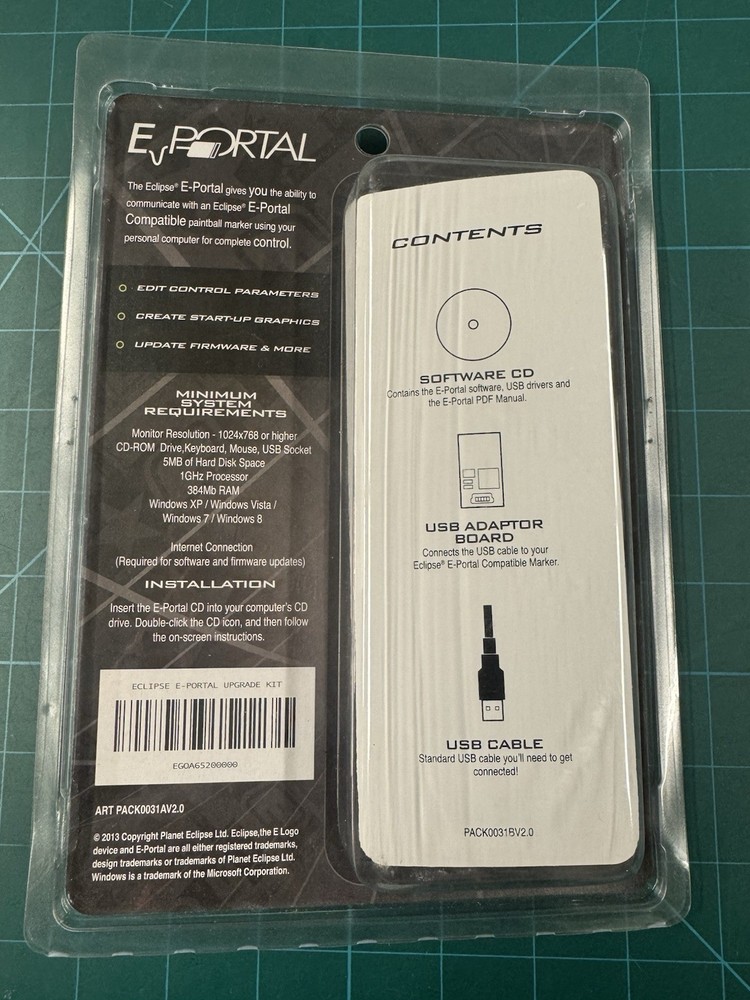 E PORTAL
The Eclipse® E-Portal gives you the ability to
communicate with an Eclipse® E-Portal
Compatible paintball marker using your
personal computer for complete control.
EDIT CONTROL PARAMETERS
CREATE START-UP GRAPHICS
UPDATE FIRMWARE & MORE
MINIMUM
SYSTEM
REQUIREMENTS
Monitor Resolution - 1024x768 or higher
CD-ROM Drive,Keyboard, Mouse, USB Socket
5MB of Hard Disk Space
1GHz Processor
384Mb RAM
Windows XP / Windows Vista /
Windows 7 / Windows 8
Internet Connection
(Required for software and firmware updates)
INSTALLATION
Insert the E-Portal CD into your computer's CD
drive. Double-click the CD icon, and then follow
the on-screen instructions.
ECLIPSE E-PORTAL UPGRADE KIT
EGOA65200000
ART PACK0031AV2.0
© 2013 Copyright Planet Eclipse Ltd. Eclipse,the E Logo
device and E-Portal are all either registered trademarks,
design trademarks or trademarks of Planet Eclipse Ltd.
Windows is a trademark of the Microsoft Corporation.
CONTENTS
SOFTWARE CD
Contains the E-Portal software, USB drivers and
the E-Portal PDF Manual.
USB ADAPTOR
BOARD
Connects the USB cable to your
Eclipse® E-Portal Compatible Marker.
USB CABLE
Standard USB cable you'll need to get
connected!
PACK0031BV2.0